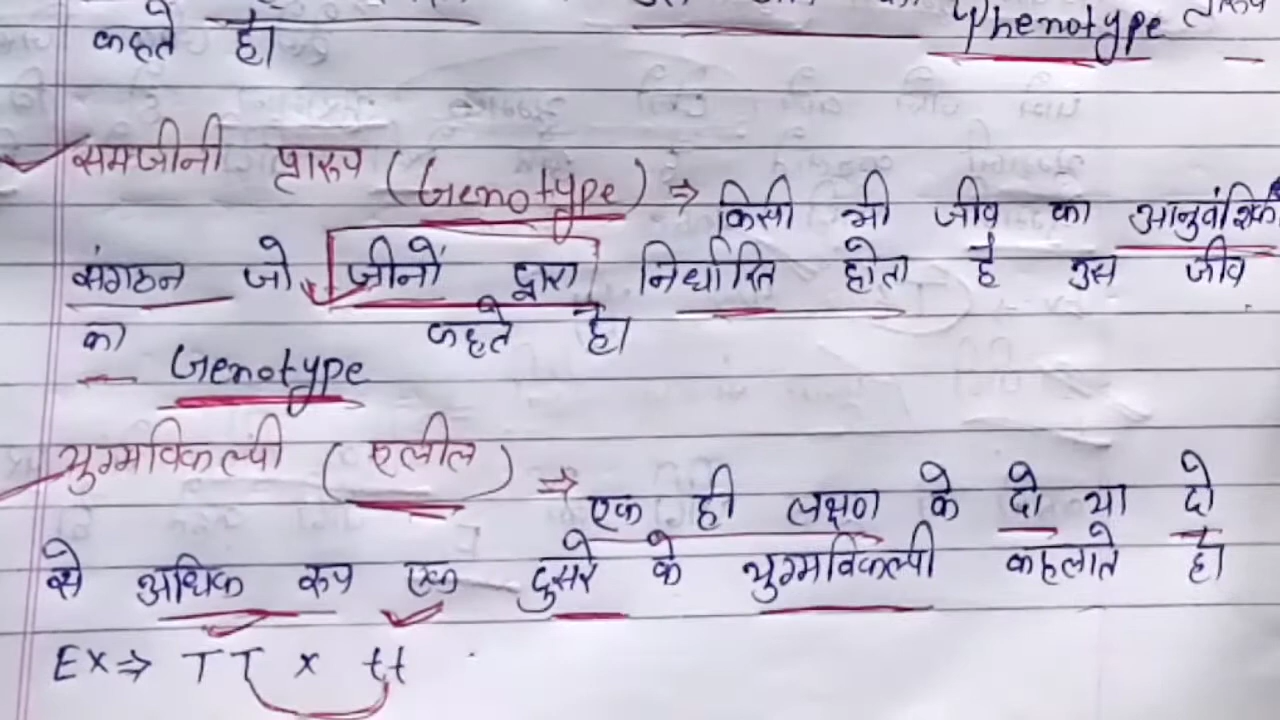 Phenotype
कहते है।
समजीनी प्रारूप (Genotype) ⇒ किसी भी जीव का आनुवंशिक
संगठन जो जीनों द्वारा निर्धारित होता है उस जीव
का Genotype कहते है।
युग्मविकल्पी (एलील) ⇒ एक ही लक्षण के दो या दो
से अधिक रूप एक दुसरे के युग्मविकल्पी कहलाते है।
Ex ⇒ TT × tt